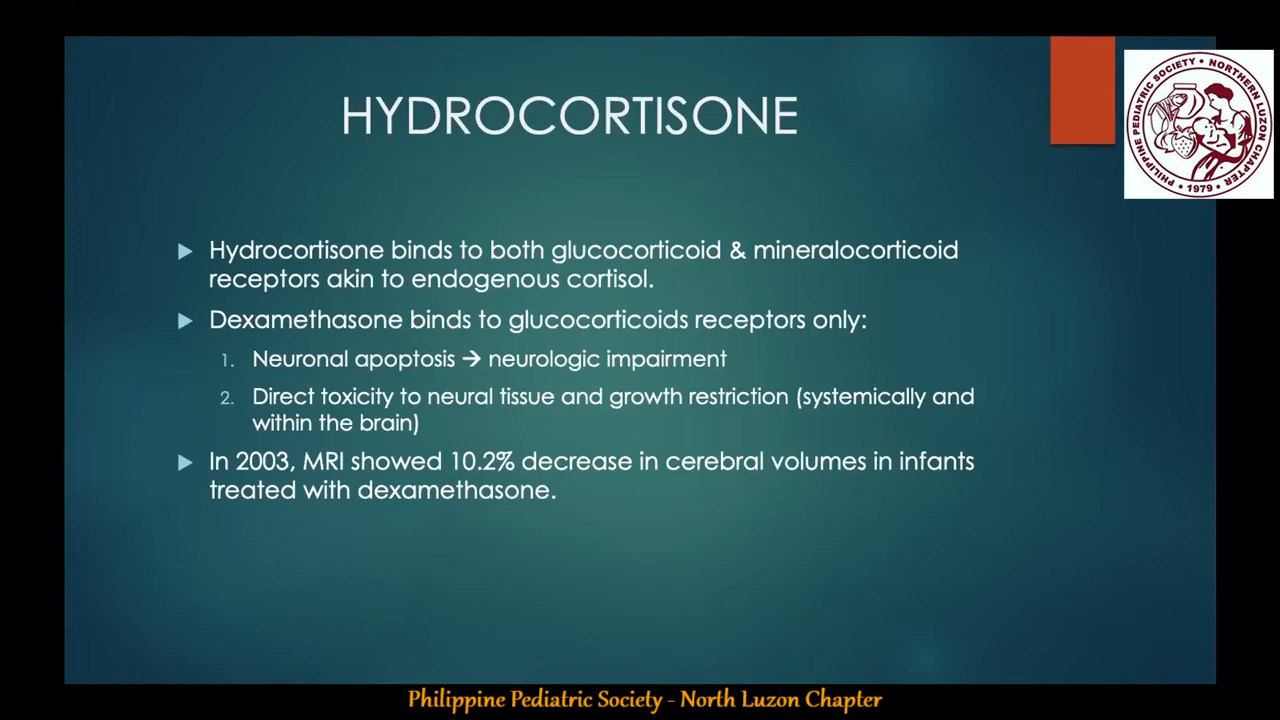 HYDROCORTISONE
PHILIPPINE PEDIATRIC SOCIETY • NORTHERN LUZON CHAPTER
• 1979 •
Hydrocortisone binds to both glucocorticoid & mineralocorticoid
receptors akin to endogenous cortisol.
Dexamethasone binds to glucocorticoids receptors only:
1. Neuronal apoptosis → neurologic impairment
2. Direct toxicity to neural tissue and growth restriction (systemically and
within the brain)
In 2003, MRI showed 10.2% decrease in cerebral volumes in infants
treated with dexamethasone.
Philippine Pediatric Society - North Luzon Chapter